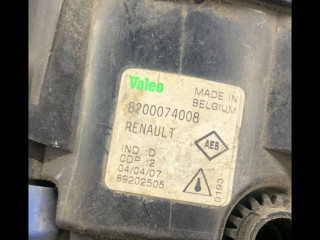 Valeo
MADE IN
BELGIUM
8200074008
RENAULT
AEB
IND :D
CDP :2
04/04/07
89202505
0193